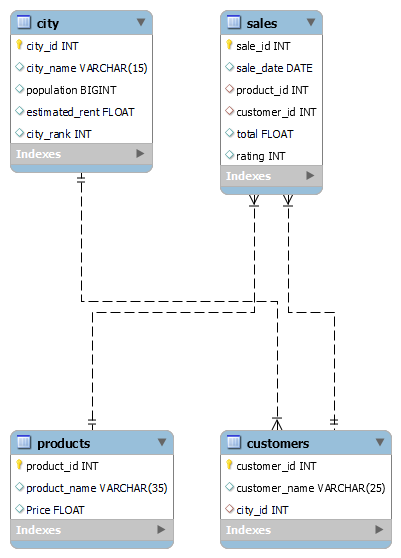 city
city_id INT
city_name VARCHAR(15)
population BIGINT
estimated_rent FLOAT
city_rank INT
Indexes
sales
sale_id INT
sale_date DATE
product_id INT
customer_id INT
total FLOAT
rating INT
Indexes
products
product_id INT
product_name VARCHAR(35)
Price FLOAT
Indexes
customers
customer_id INT
customer_name VARCHAR(25)
city_id INT
Indexes